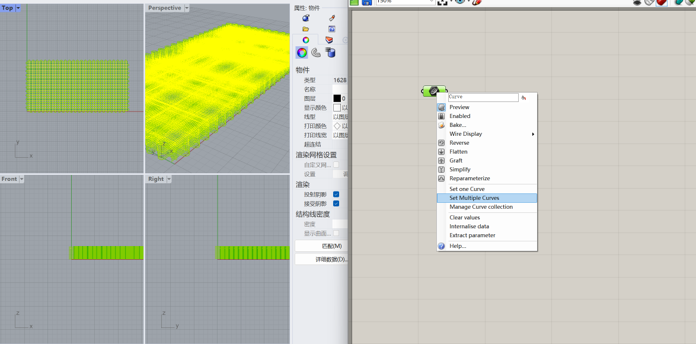 Top
Perspective
Front
Right
y
x
z
x
z
y
属性: 物件
物件
类型 1628
名称
图层 0
显示颜色
线型
打印颜色
打印线宽
超连结
渲染网格设置
自定义网...
设置
渲染
投射阴影
接受阴影
结构线密度
密度
显示曲面...
匹配(M)
详细数据(D)...
150%
Curve
Preview
Enabled
Bake...
Wire Display
Reverse
Flatten
Graft
Simplify
Reparameterize
Set one Curve
Set Multiple Curves
Manage Curve collection
Clear values
Internalise data
Extract parameter
Help...